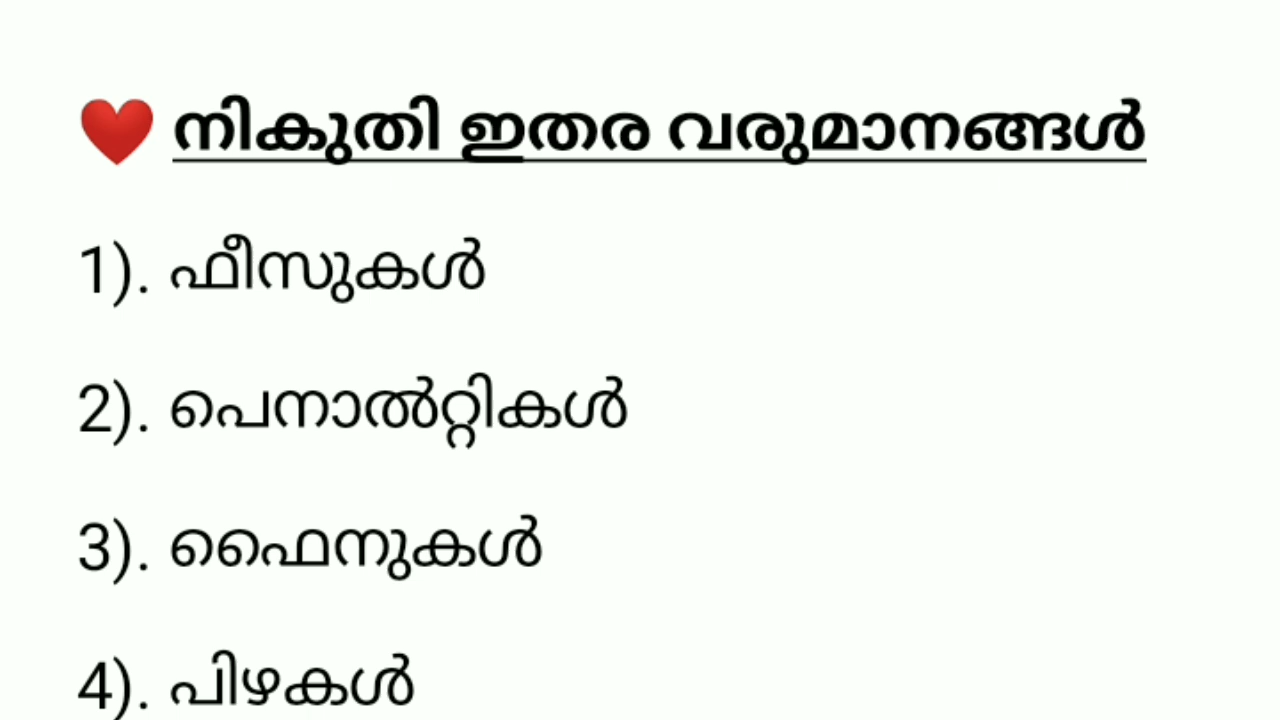 ❤️ നികുതി ഇതര വരുമാനങ്ങൾ
1). ഫീസുകൾ
2). പെനാൽറ്റികൾ
3). ഫൈനുകൾ
4). പിഴകൾ